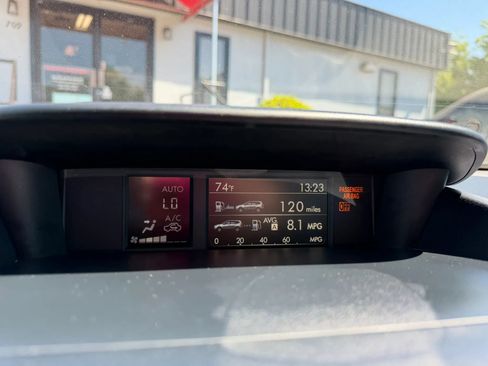 709
AUTO
LO
A/C
74°F 13:23
120 miles
AVG
A 8.1 MPG
0 20 40 60 MPG
PASSENGER
AIR BAG
OFF